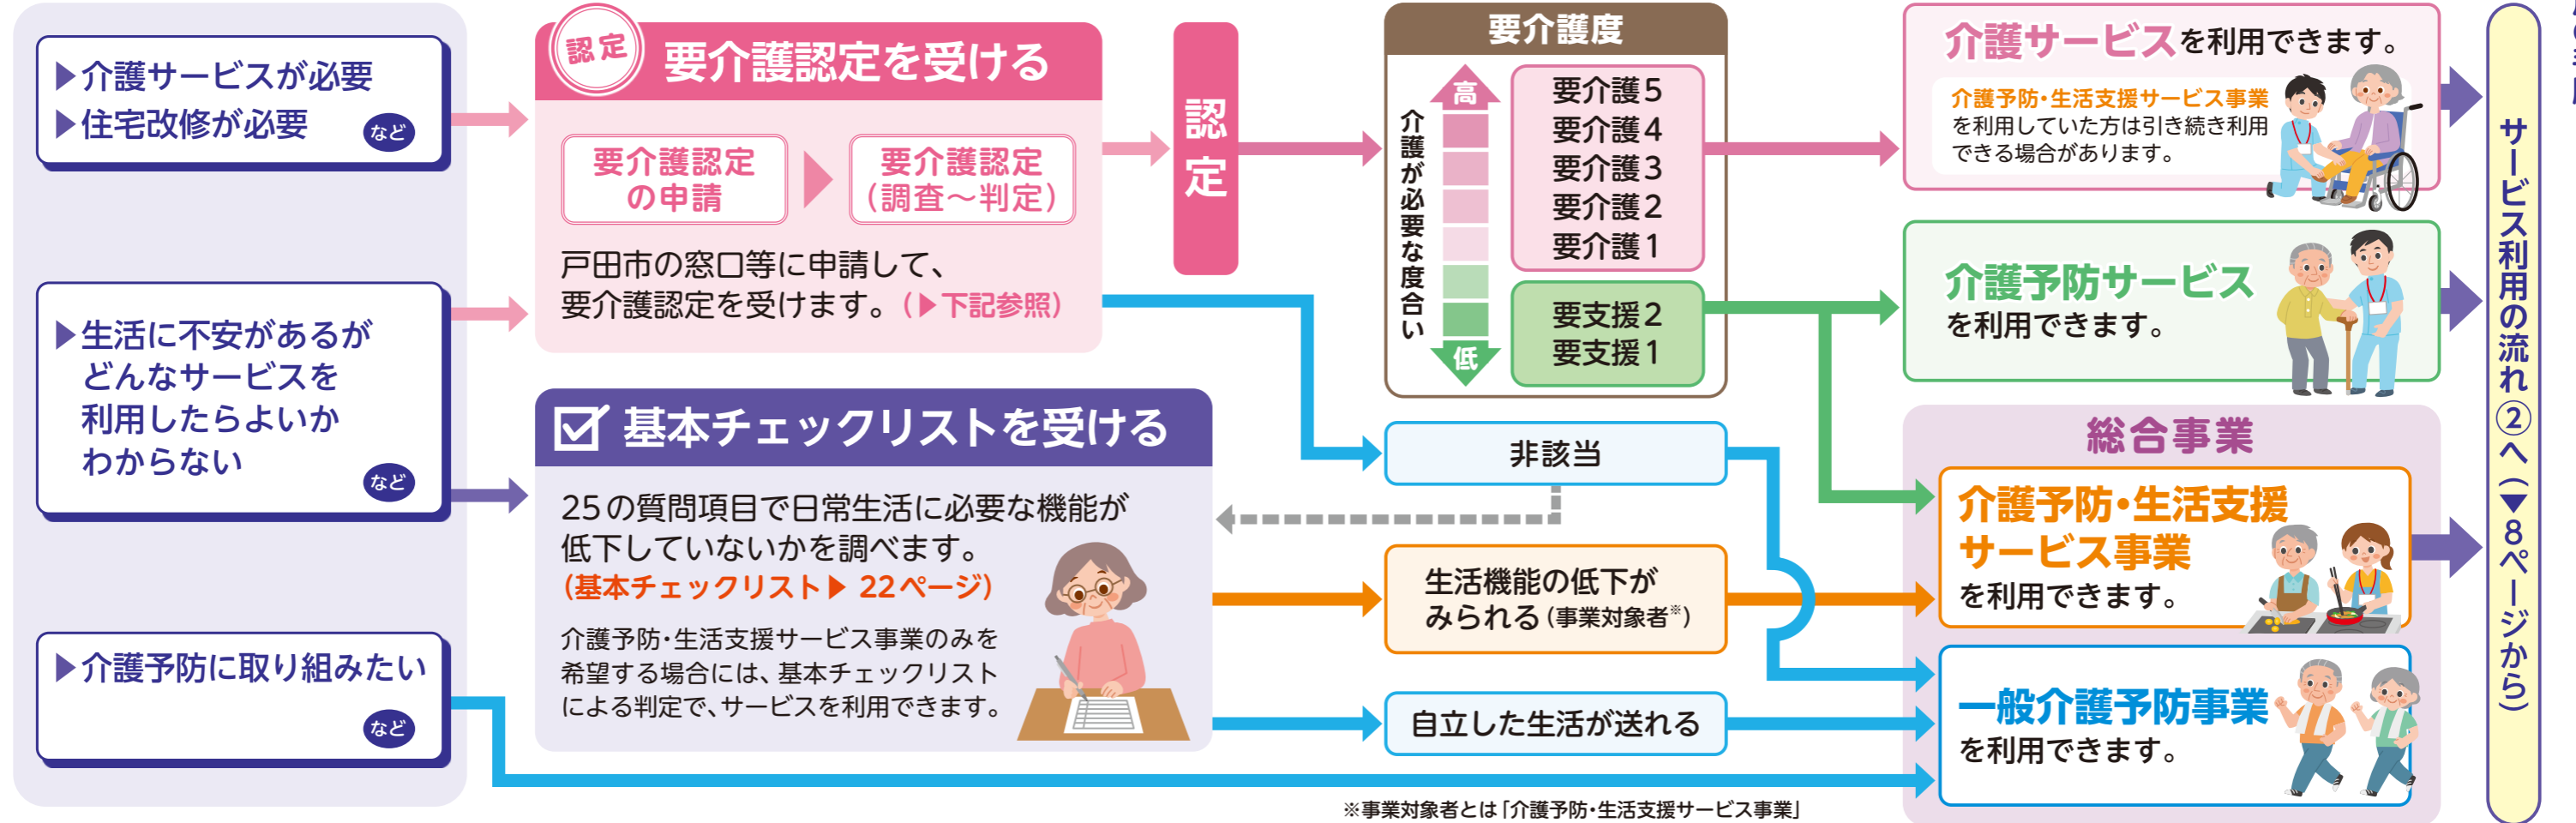 ▶介護サービスが必要
▶住宅改修が必要
など
▶生活に不安があるが
どんなサービスを
利用したらよいか
わからない
など
▶介護予防に取り組みたい
など
認定
要介護認定を受ける
要介護認定
の申請
要介護認定
(調査～判定)
戸田市の窓口等に申請して、
要介護認定を受けます。(▶下記参照)
基本チェックリストを受ける
25の質問項目で日常生活に必要な機能が
低下していないかを調べます。
(基本チェックリスト▶ 22ページ)
介護予防・生活支援サービス事業のみを
希望する場合には、基本チェックリスト
による判定で、サービスを利用できます。
認定
要介護度
介護が必要な度合い
高
低
要介護5
要介護4
要介護3
要介護2
要介護1
要支援2
要支援1
非該当
生活機能の低下が
みられる(事業対象者※)
自立した生活が送れる
※事業対象者とは「介護予防・生活支援サービス事業」
介護サービスを利用できます。
介護予防・生活支援サービス事業
を利用していた方は引き続き利用
できる場合があります。
介護予防サービス
を利用できます。
総合事業
介護予防・生活支援
サービス事業
を利用できます。
一般介護予防事業
を利用できます。
サービス利用の流れ②へ(▼8ページから)